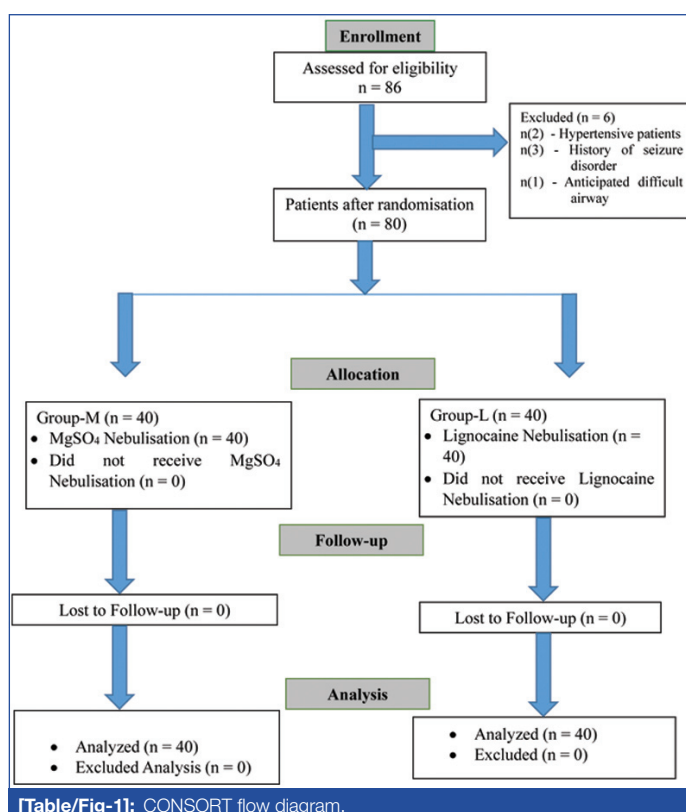 Enrollment
Assessed for eligibility
n = 86
Excluded (n = 6)
n(2) - Hypertensive patients
n(3) - History of seizure
disorder
n(1) - Anticipated difficult
airway
Patients after randomisation
(n = 80)
Allocation
Group-M (n = 40)
• MgSO₄ Nebulisation (n = 40)
• Did not receive MgSO₄
Nebulisation (n = 0)
Group-L (n = 40)
• Lignocaine Nebulisation (n =
40)
• Did not receive Lignocaine
Nebulisation (n = 0)
Follow-up
Lost to Follow-up (n = 0)
Lost to Follow-up (n = 0)
Analysis
• Analyzed (n = 40)
• Excluded Analysis (n = 0)
• Analyzed (n = 40)
• Excluded (n = 0)
[Table/Fig-1]: CONSORT flow diagram.